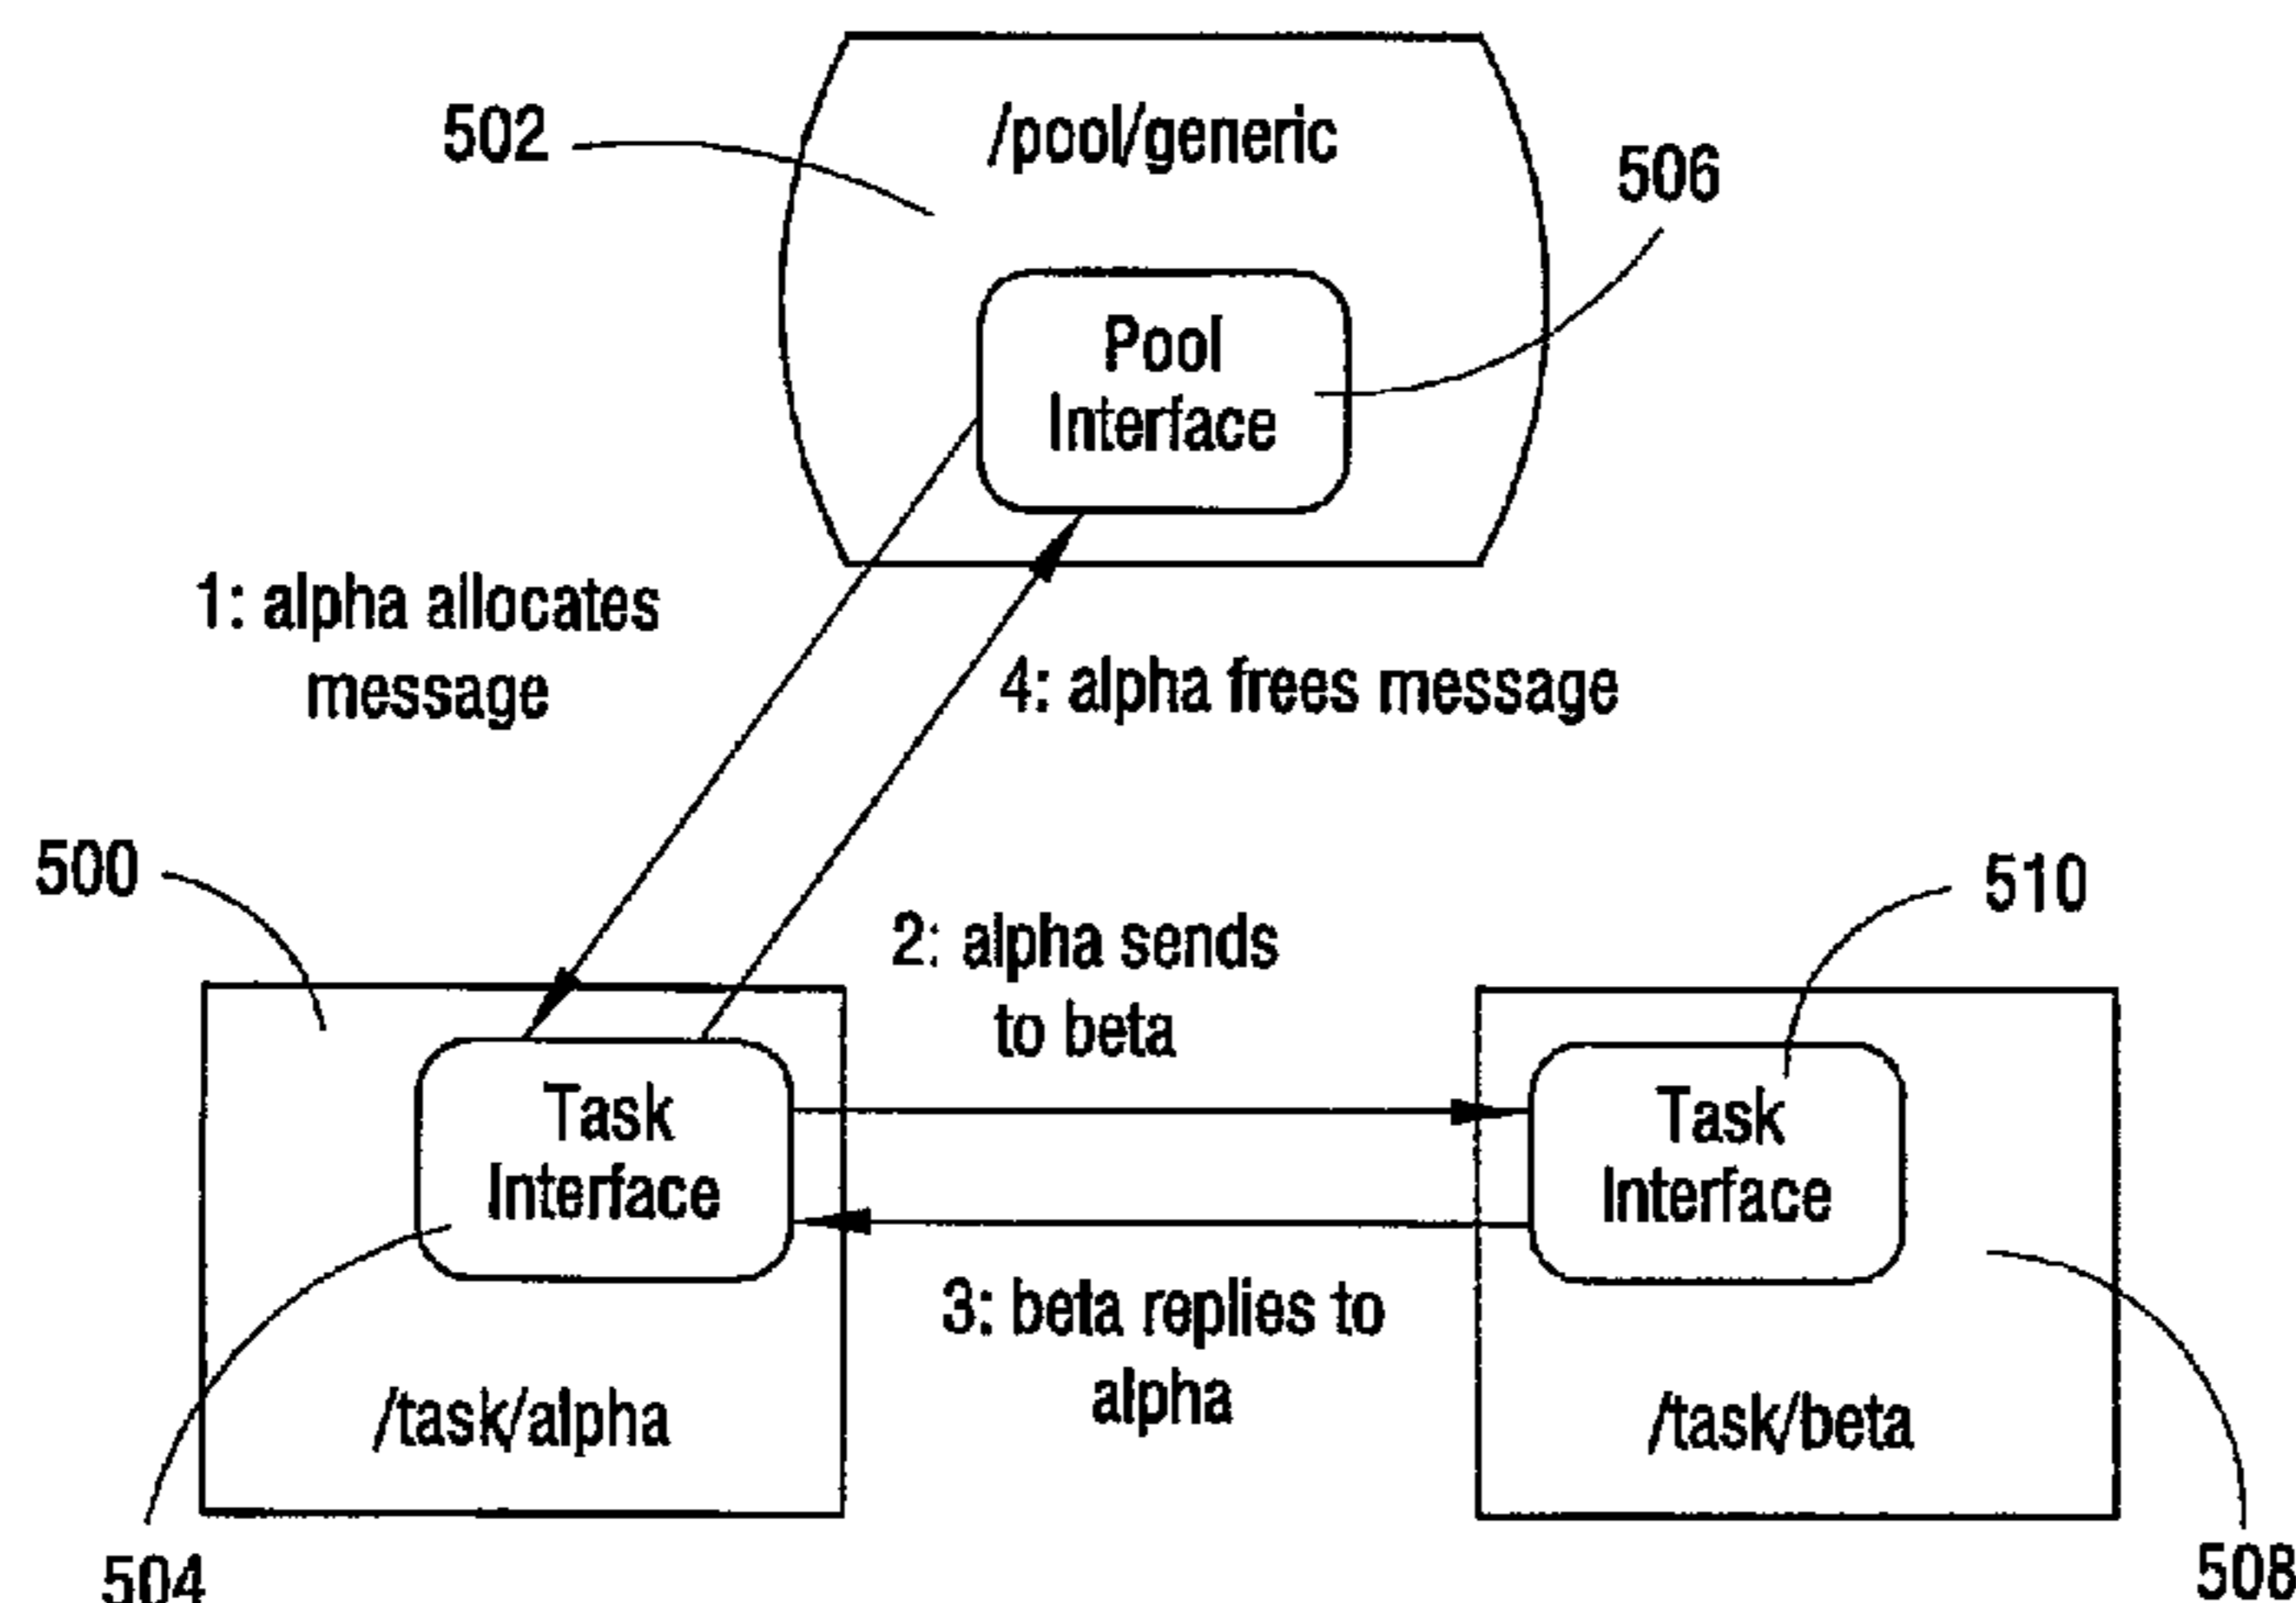 502
/pool/generic
506
Pool
Interface
1: alpha allocates
message
4: alpha frees message
500
510
2: alpha sends
to beta
Task
Interface
Task
Interface
3: beta replies to
alpha
/task/alpha
/task/beta
504
508